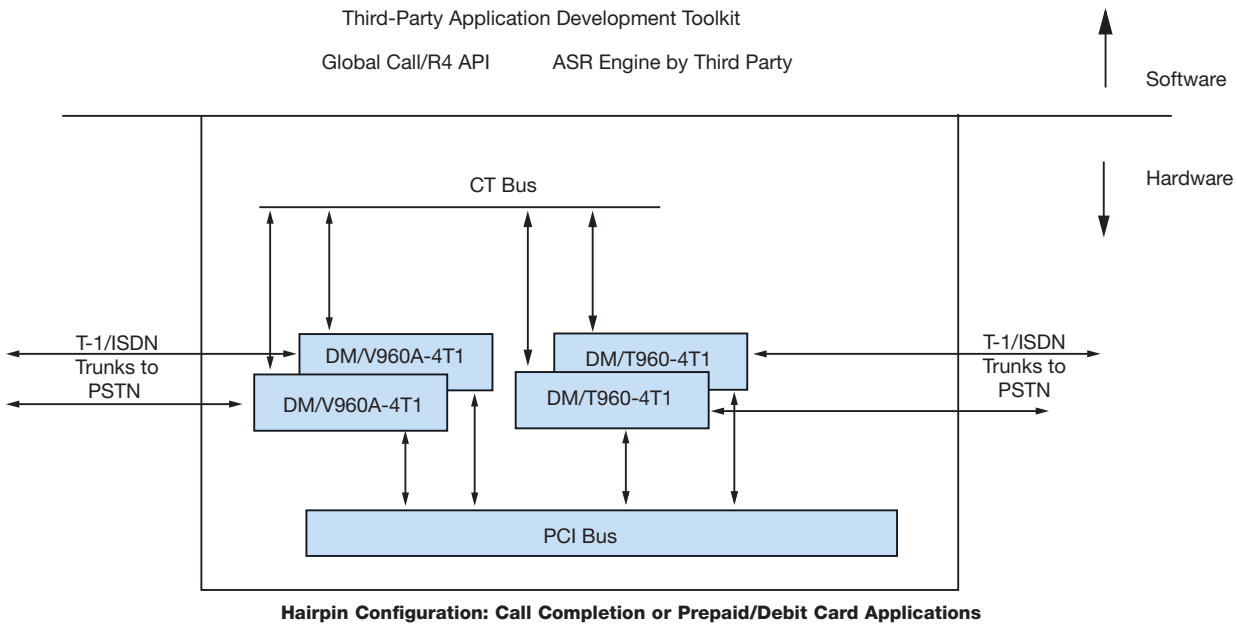 Third-Party Application Development Toolkit
Global Call/R4 API
ASR Engine by Third Party
Software
Hardware
CT Bus
T-1/ISDN
Trunks to
PSTN
DM/V960A-4T1
DM/V960A-4T1
DM/T960-4T1
DM/T960-4T1
T-1/ISDN
Trunks to
PSTN
PCI Bus
Hairpin Configuration: Call Completion or Prepaid/Debit Card Applications